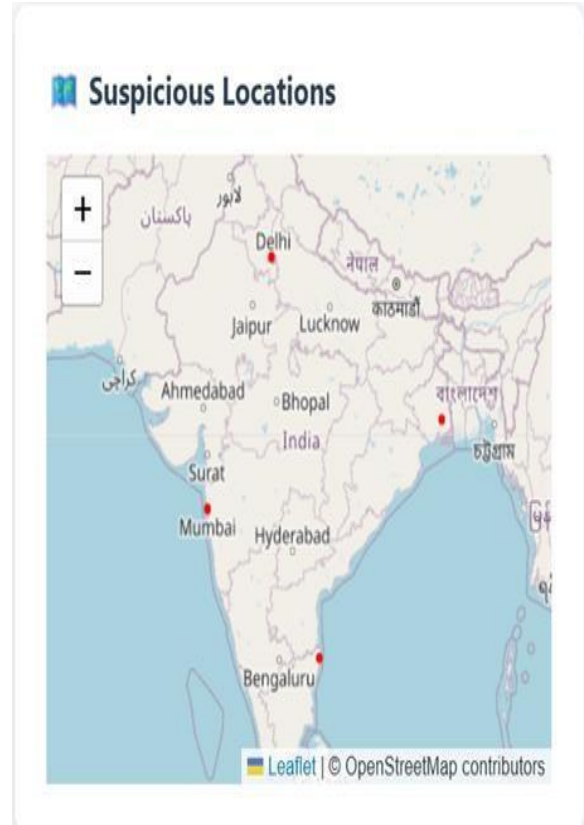 Suspicious Locations
+
−
لاہور
پاکستان
Delhi
नेपाल
काठमाडौं
Jaipur
Lucknow
کراچی
Ahmedabad
Bhopal
বাংলাদেশ
India
চট্টগ্রাম
Surat
Mumbai
Hyderabad
Bengaluru
Leaflet | © OpenStreetMap contributors